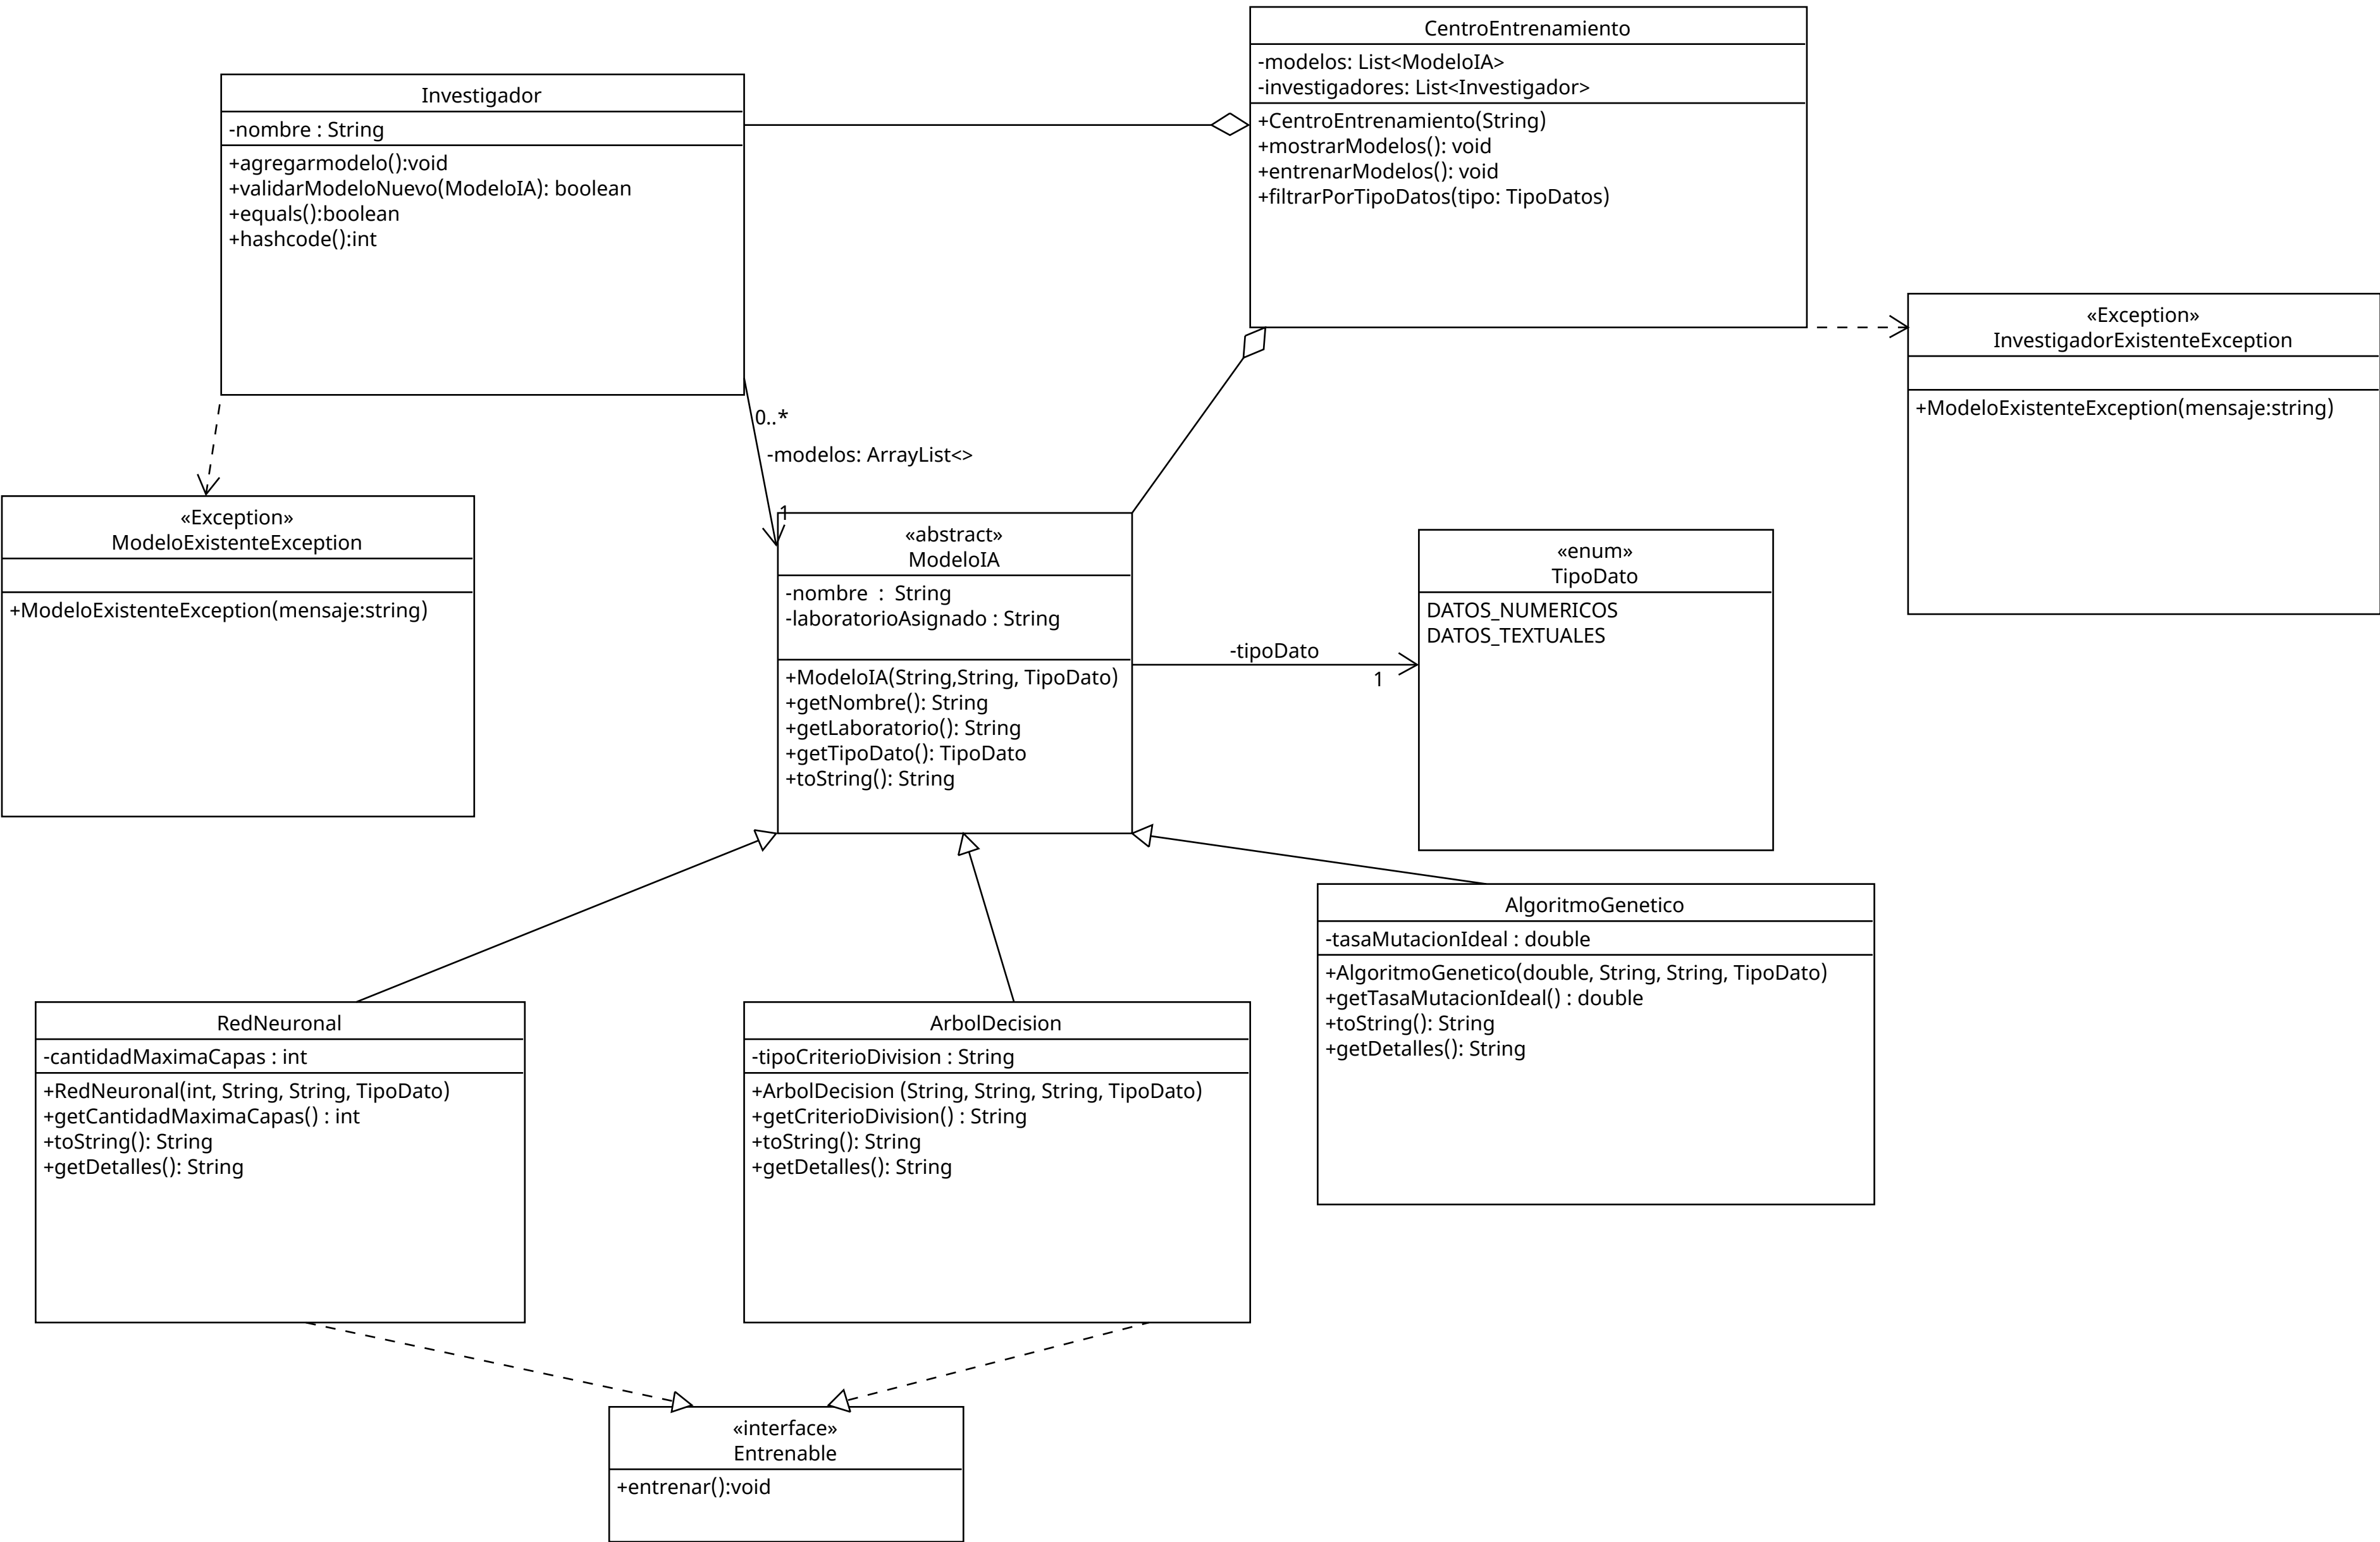 CentroEntrenamiento
-modelos: List<ModeloIA>
-investigadores: List<Investigador>
+CentroEntrenamiento(String)
+mostrarModelos(): void
+entrenarModelos(): void
+filtrarPorTipoDatos(tipo: TipoDatos)
Investigador
-nombre : String
+agregarmodelo():void
+validarModeloNuevo(ModeloIA): boolean
+equals():boolean
+hashcode():int
«Exception»
InvestigadorExistenteException
+ModeloExistenteException(mensaje:string)
0..*
-modelos: ArrayList<>
1
«Exception»
ModeloExistenteException
+ModeloExistenteException(mensaje:string)
«abstract»
ModeloIA
-nombre  :  String
-laboratorioAsignado : String
+ModeloIA(String,String, TipoDato)
+getNombre(): String
+getLaboratorio(): String
+getTipoDato(): TipoDato
+toString(): String
-tipoDato
1
«enum»
TipoDato
DATOS_NUMERICOS
DATOS_TEXTUALES
AlgoritmoGenetico
-tasaMutacionIdeal : double
+AlgoritmoGenetico(double, String, String, TipoDato)
+getTasaMutacionIdeal() : double
+toString(): String
+getDetalles(): String
RedNeuronal
-cantidadMaximaCapas : int
+RedNeuronal(int, String, String, TipoDato)
+getCantidadMaximaCapas() : int
+toString(): String
+getDetalles(): String
ArbolDecision
-tipoCriterioDivision : String
+ArbolDecision (String, String, String, TipoDato)
+getCriterioDivision() : String
+toString(): String
+getDetalles(): String
«interface»
Entrenable
+entrenar():void